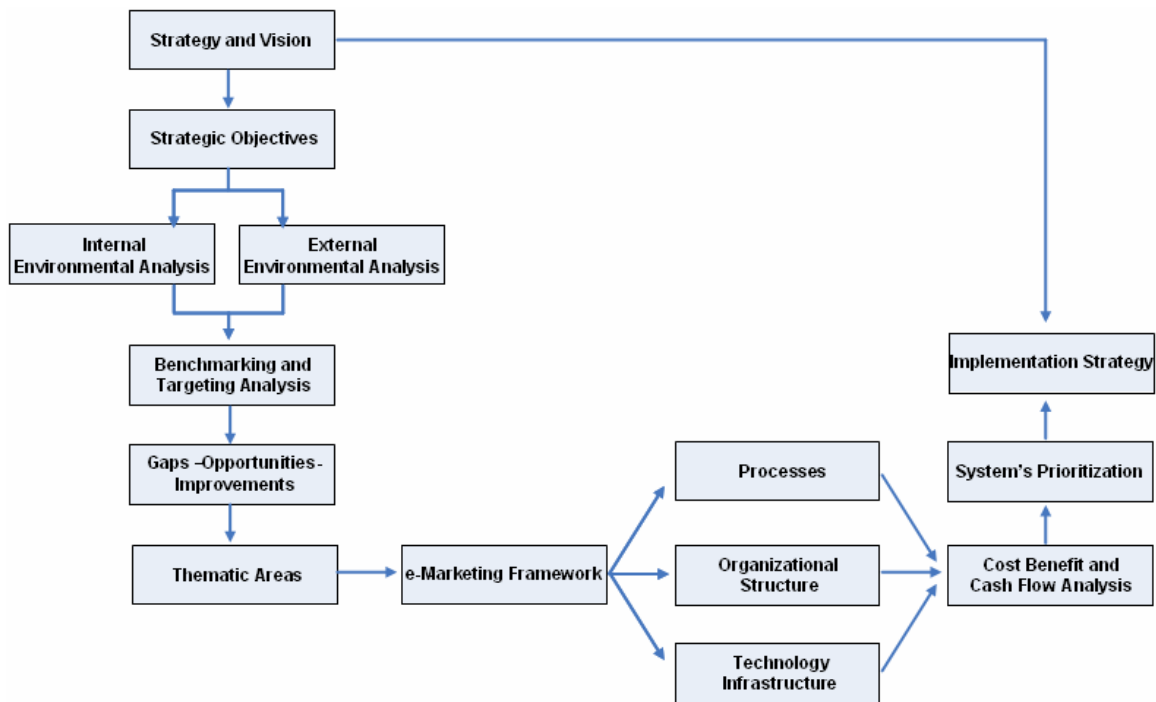 Strategy and Vision
Strategic Objectives
Internal
Environmental Analysis
External
Environmental Analysis
Benchmarking and
Targeting Analysis
Gaps –Opportunities-
Improvements
Thematic Areas
e-Marketing Framework
Processes
Organizational
Structure
Technology
Infrastructure
Cost Benefit and
Cash Flow Analysis
System's Prioritization
Implementation Strategy